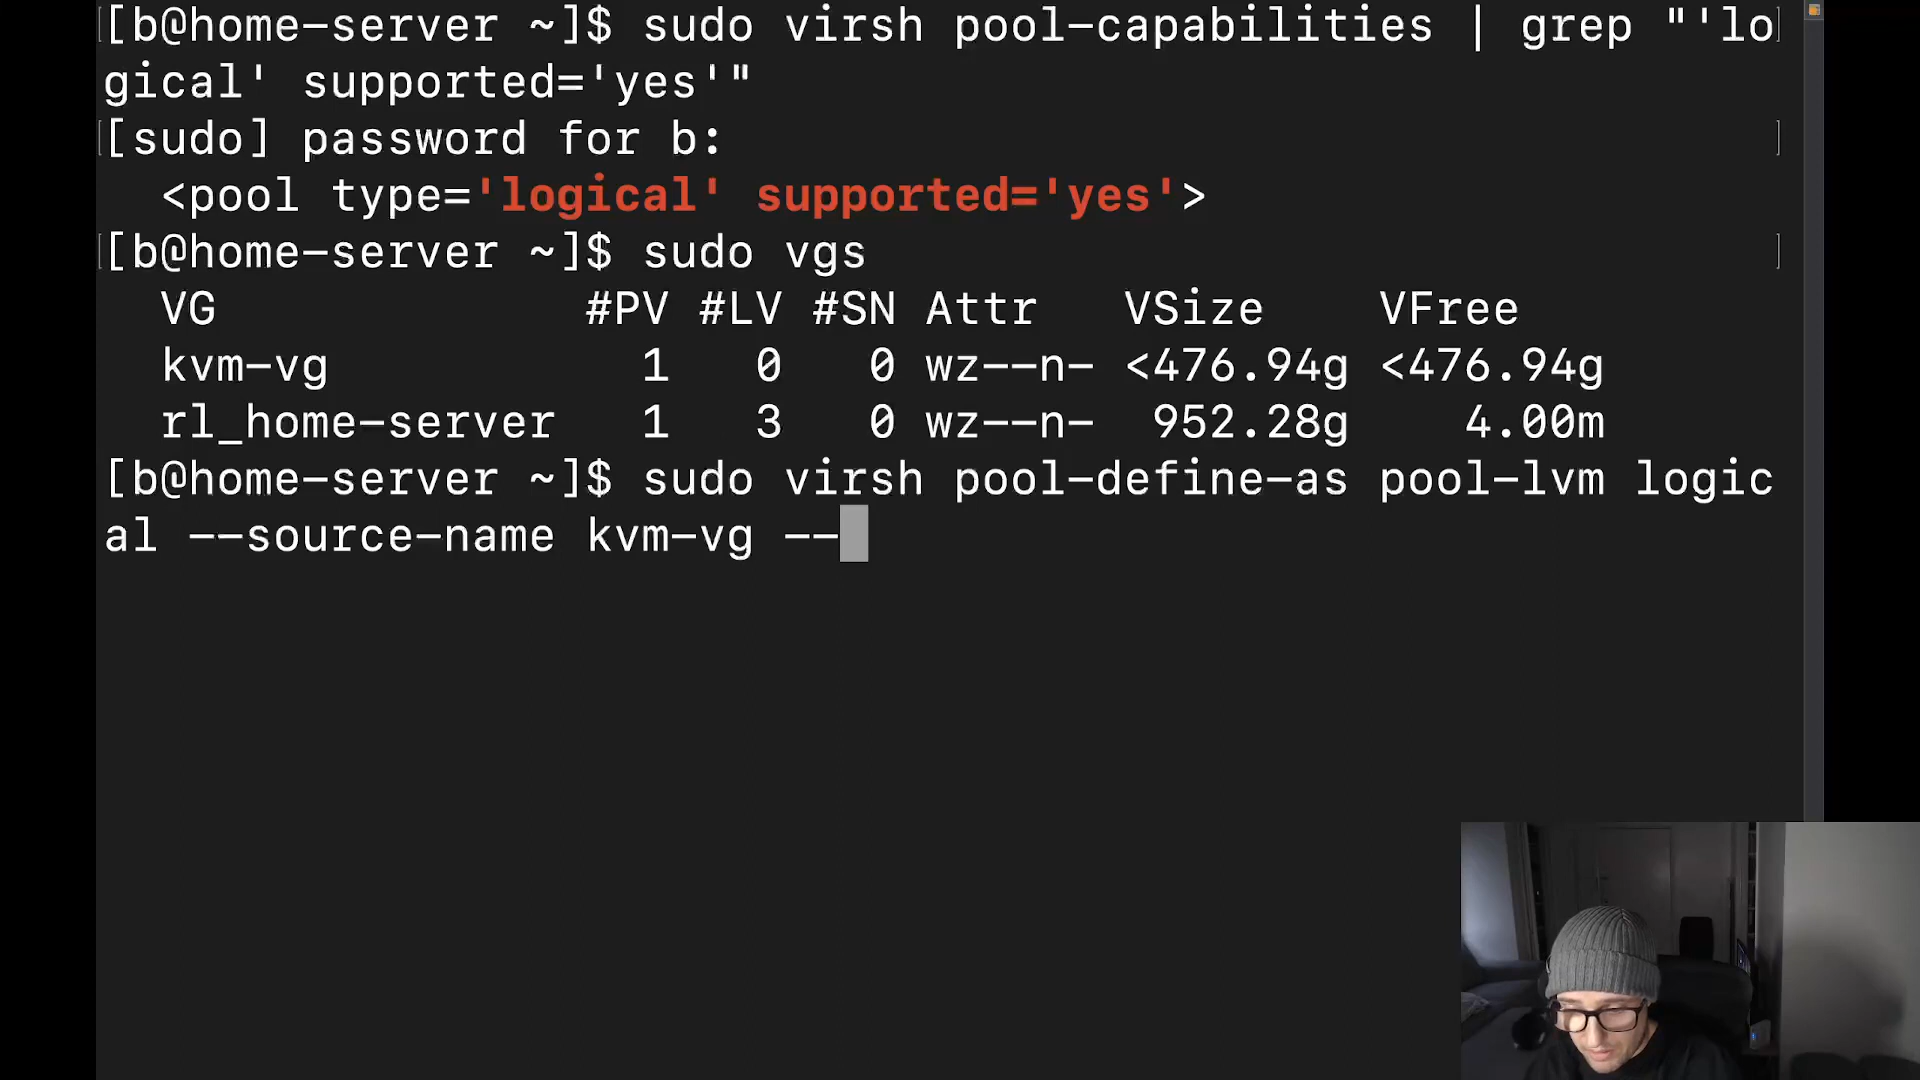 [b@home-server ~]$ sudo virsh pool-capabilities | grep "'lo
gical' supported='yes'"
[sudo] password for b:
<pool type='logical' supported='yes'>
[b@home-server ~]$ sudo vgs
VG #PV #LV #SN Attr VSize VFree
kvm-vg 1 0 0 wz--n- <476.94g <476.94g
rl_home-server 1 3 0 wz--n- 952.28g 4.00m
[b@home-server ~]$ sudo virsh pool-define-as pool-lvm logic
al --source-name kvm-vg --